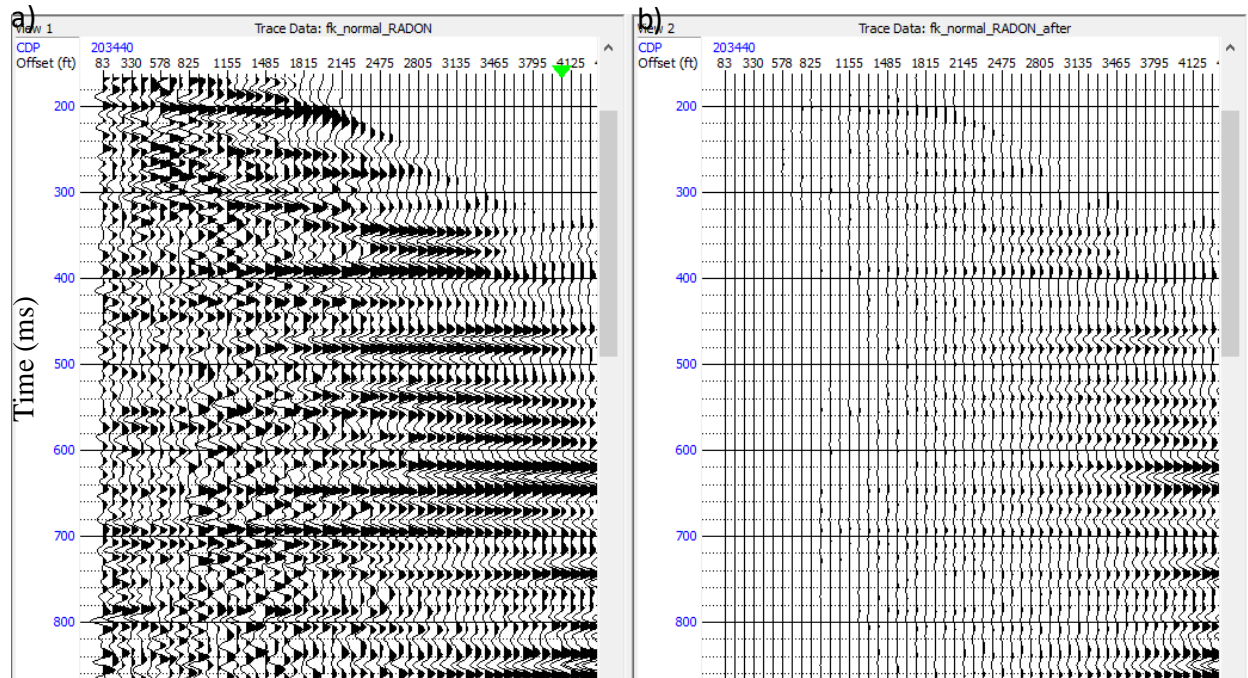 a)
View 1 Trace Data: fk_normal_RADON
CDP 203440
Offset (ft) 83 330 578 825 1155 1485 1815 2145 2475 2805 3135 3465 3795 4125
200
300
400
500
600
700
800
Time (ms)
b)
View 2 Trace Data: fk_normal_RADON_after
CDP 203440
Offset (ft) 83 330 578 825 1155 1485 1815 2145 2475 2805 3135 3465 3795 4125
200
300
400
500
600
700
800